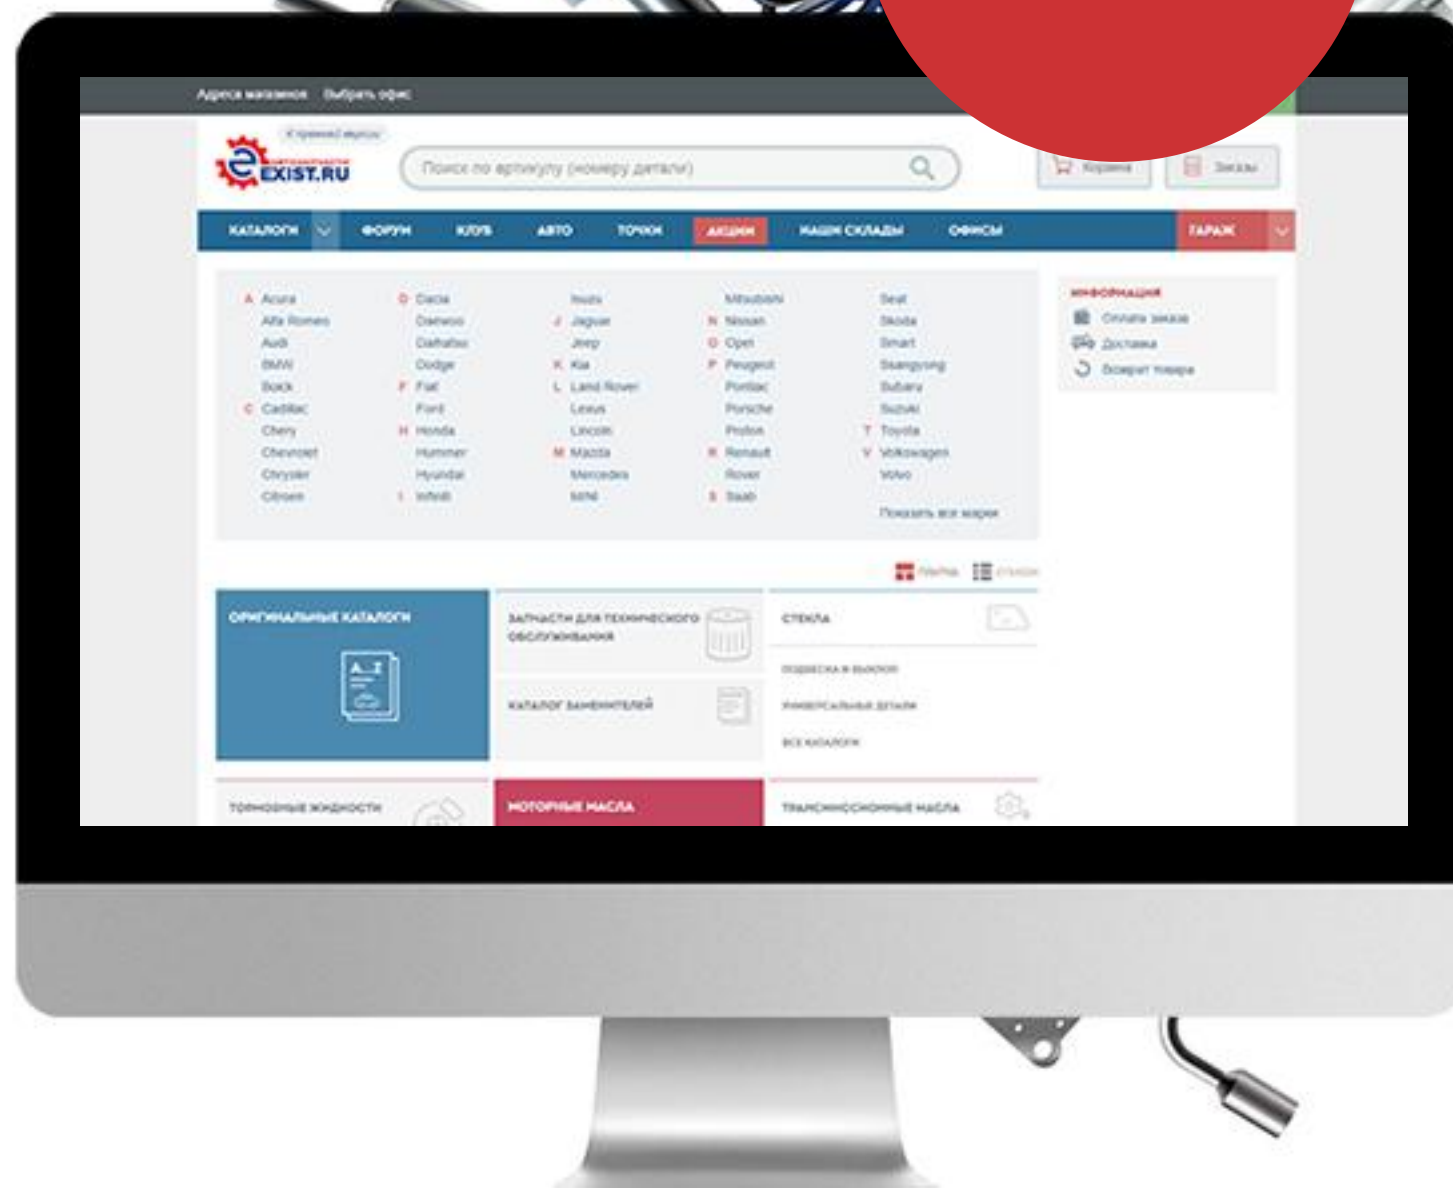 Адреса магазинов Выбрать офис
К прежней версии
АВТОЗАПЧАСТИ
EXIST.RU
Поиск по артикулу (номеру детали)
Корзина Заказы
КАТАЛОГИ ФОРУМ КЛУБ АВТО ТОЧКИ АКЦИИ НАШИ СКЛАДЫ ОФИСЫ ГАРАЖ
A Acura
Alfa Romeo
Audi
BMW
Buick
C Cadillac
Chery
Chevrolet
Chrysler
Citroen
D Dacia
Daewoo
Daihatsu
Dodge
F Fiat
Ford
H Honda
Hummer
Hyundai
I Infiniti
Isuzu
J Jaguar
Jeep
K Kia
L Land Rover
Lexus
Lincoln
M Mazda
Mercedes
MINI
Mitsubishi
N Nissan
O Opel
P Peugeot
Pontiac
Porsche
Proton
R Renault
Rover
S Saab
Seat
Skoda
Smart
Ssangyong
Subaru
Suzuki
T Toyota
V Volkswagen
Volvo
Показать все марки
ИНФОРМАЦИЯ
Оплата заказа
Доставка
Возврат товара
ПЛИТКА СПИСОК
ОРИГИНАЛЬНЫЕ КАТАЛОГИ
A...Z
ЗАПЧАСТИ ДЛЯ ТЕХНИЧЕСКОГО
ОБСЛУЖИВАНИЯ
КАТАЛОГ ЗАМЕНИТЕЛЕЙ
СТЕКЛА
ПОДВЕСКА И ВЫХЛОП
УНИВЕРСАЛЬНЫЕ ДЕТАЛИ
ВСЕ КАТАЛОГИ
ТОРМОЗНЫЕ ЖИДКОСТИ
МОТОРНЫЕ МАСЛА
ТРАНСМИССИОННЫЕ МАСЛА